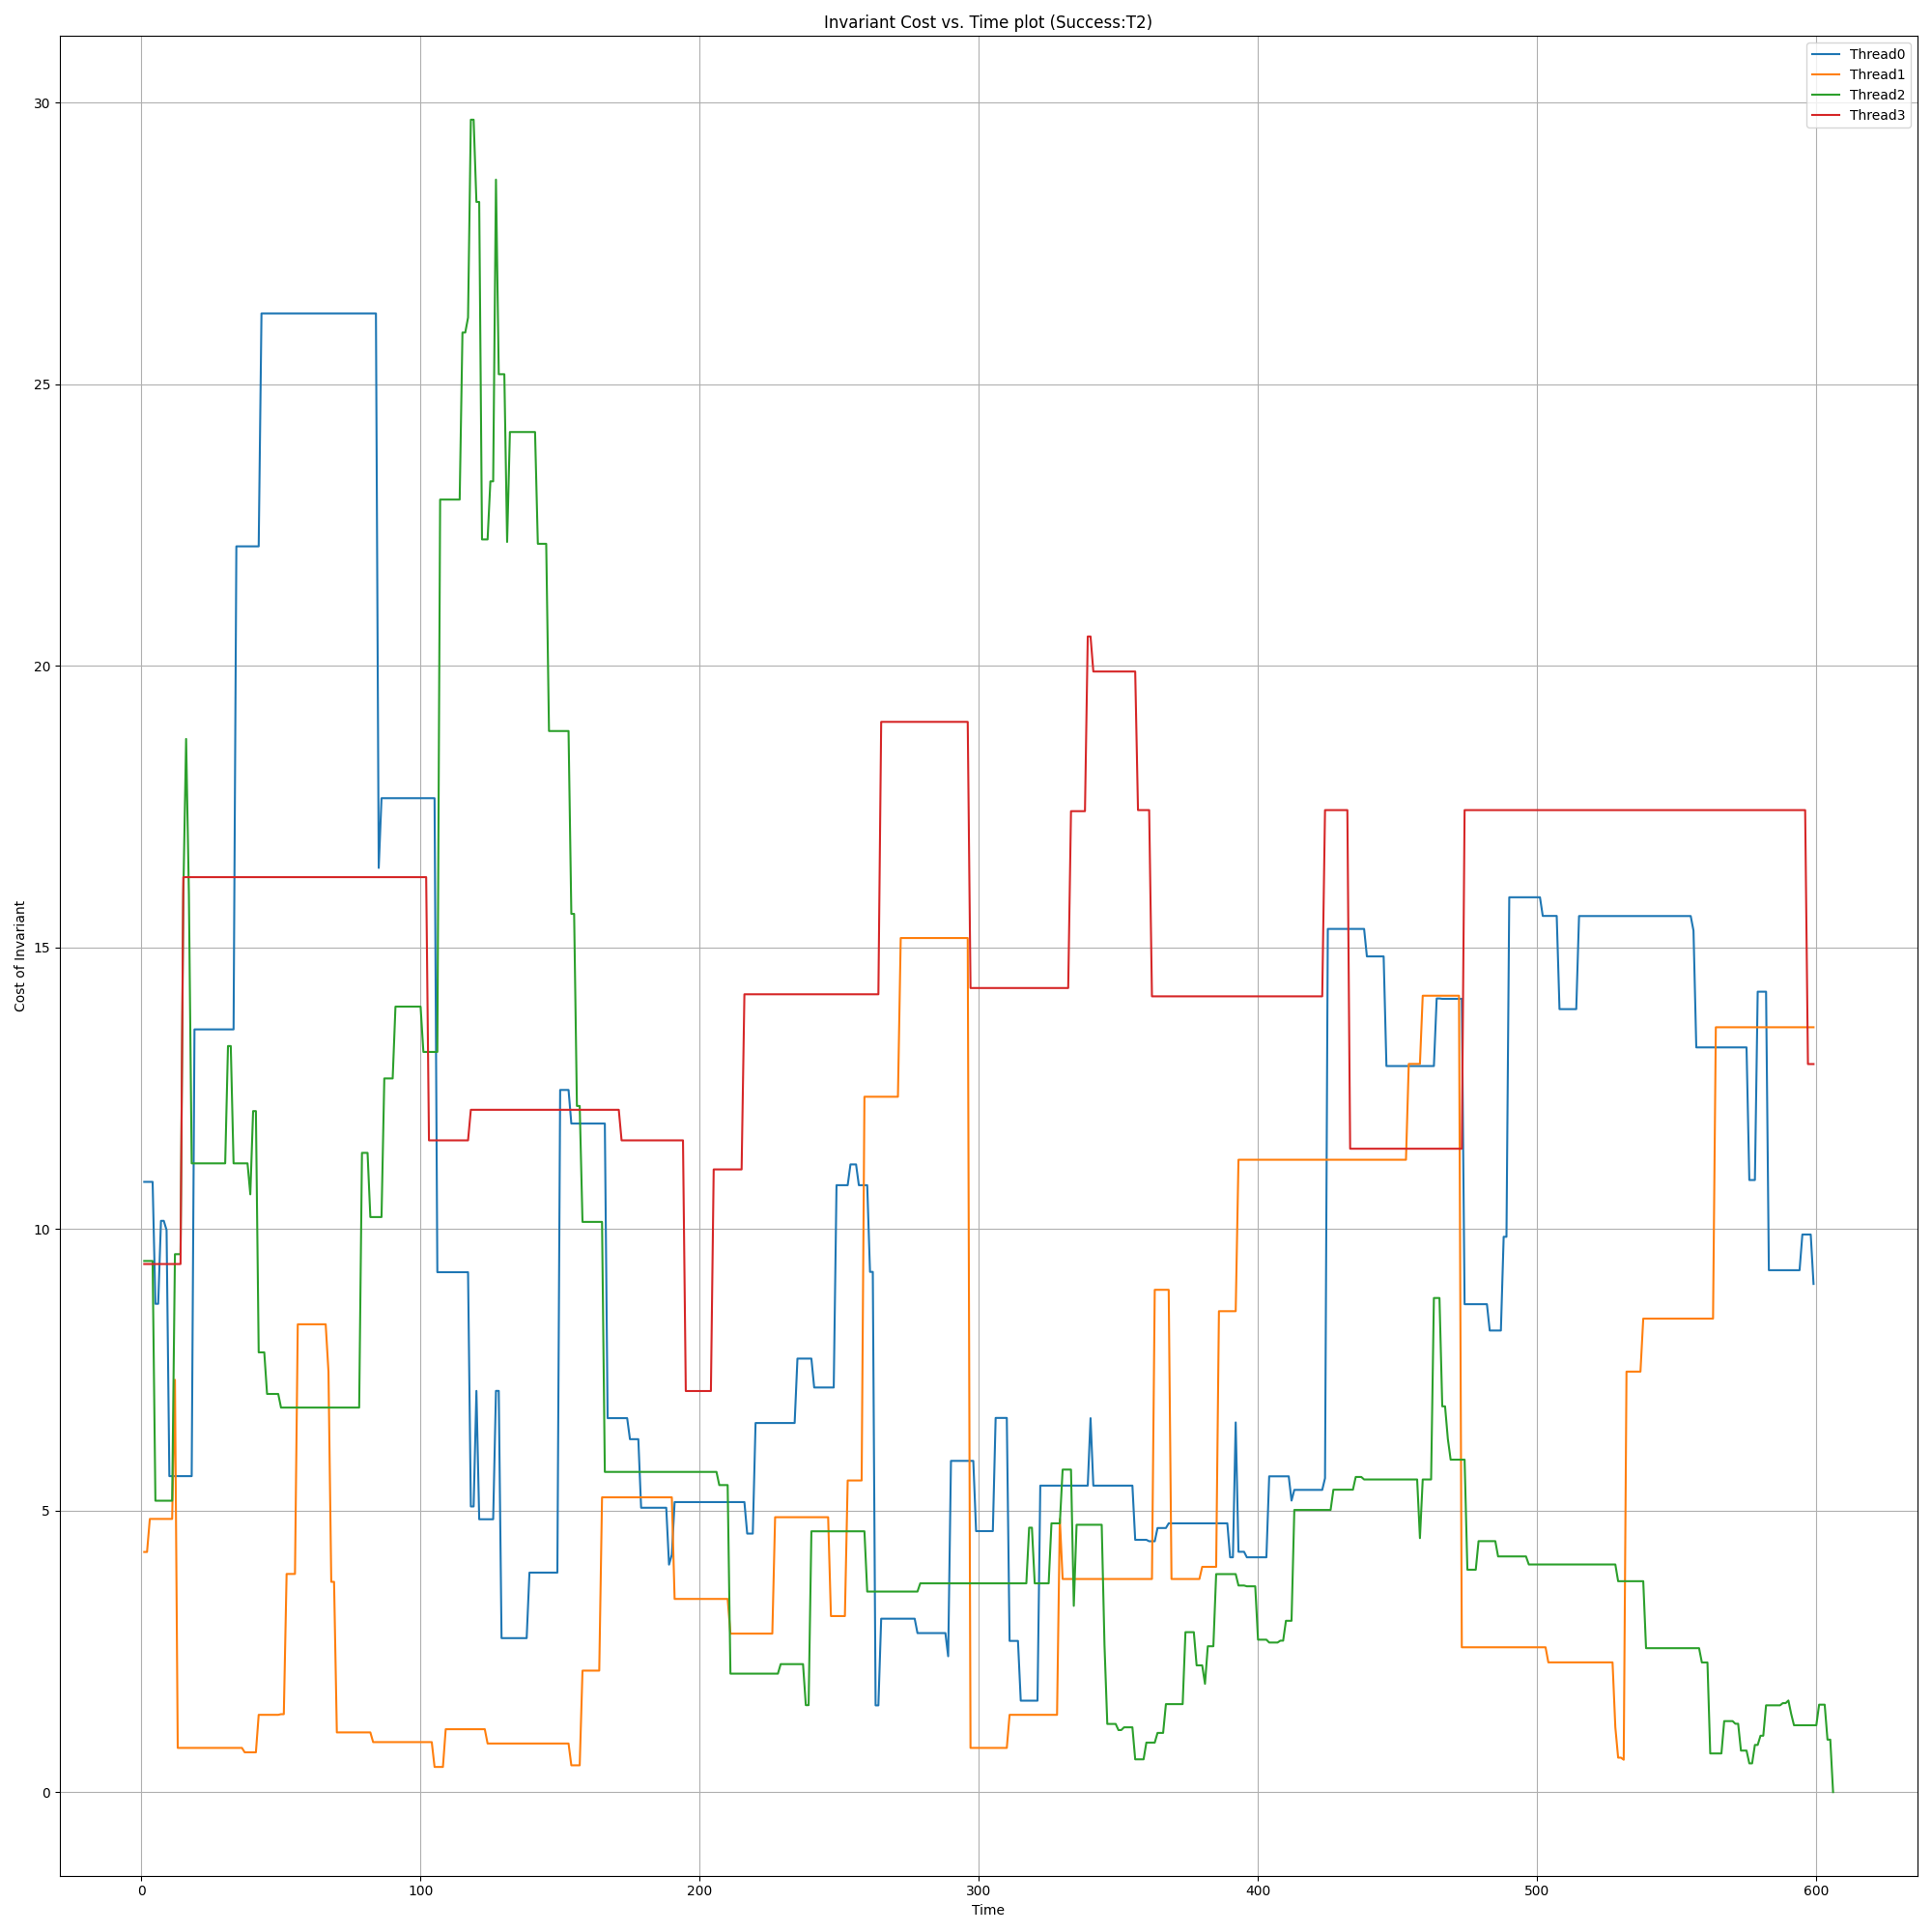 Invariant Cost vs. Time plot (Success:T2)
Thread0
Thread1
Thread2
Thread3
30
25
20
15
10
5
0
Cost of Invariant
0 100 200 300 400 500 600
Time